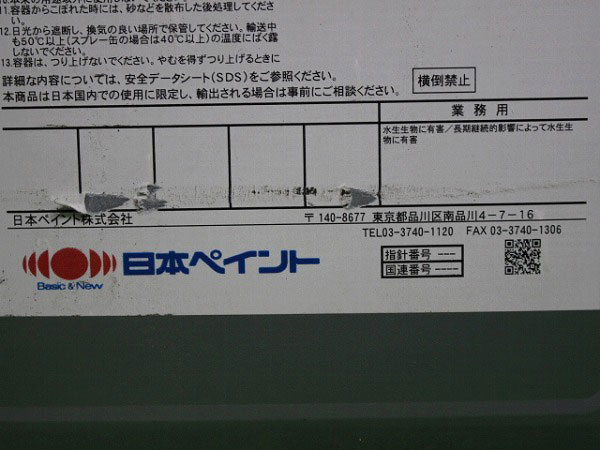 11.容器からこぼれた時には、砂などを散布した後処理してくださ
い。
12.日光から遮断し、換気の良い場所で保管してください。輸送中
も50℃以上(スプレー缶の場合は40℃以上)の温度にばく露
しないでください。
13.容器は、つり上げないでください。やむを得ずつり上げるときに
詳細な内容については、安全データシート(SDS)をご参照ください。
横倒禁止
本商品は日本国内での使用に限定し、輸出される場合は事前にご相談ください。
業務用
水生生物に有害/長期継続的影響によって水生生
物に有害
日本ペイント株式会社
〒140-8677 東京都品川区南品川4-7-16
TEL03-3740-1120 FAX 03-3740-1306
日本ペイント
Basic & New
指針番号 ---
国連番号 ----